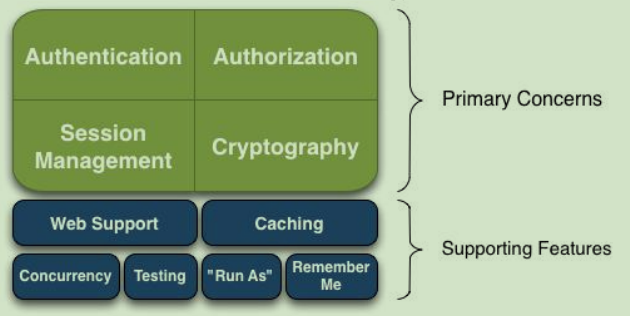 Authentication
Authorization
Session
Management
Cryptography
Primary Concerns
Web Support
Caching
Concurrency
Testing
"Run As"
Remember
Me
Supporting Features